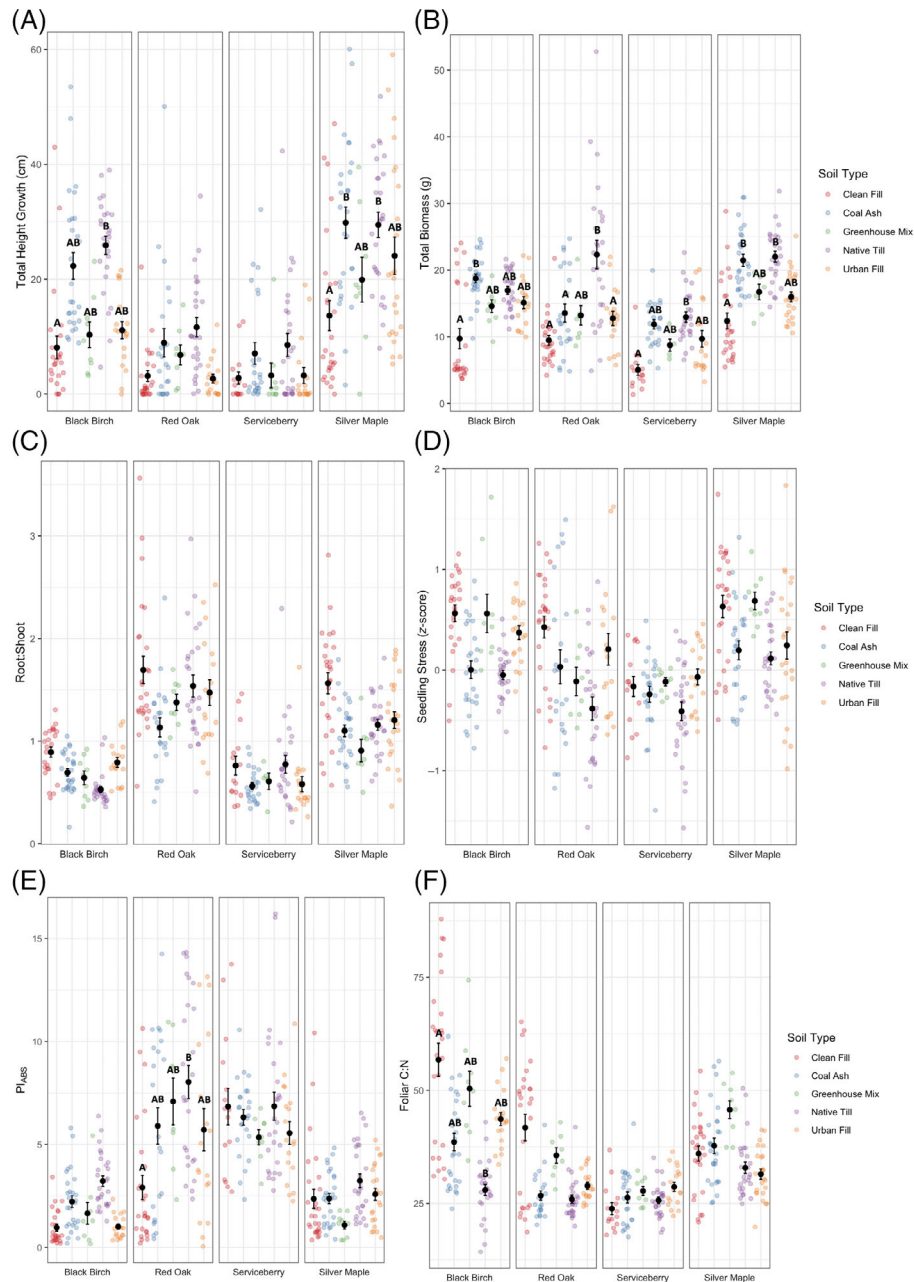 (A)
60
40
20
0
Total Height Growth (cm)
A
AB
AB
B
AB
A
B
AB
B
AB
Black Birch
Red Oak
Serviceberry
Silver Maple
(B)
50
40
30
20
10
0
Total Biomass (g)
A
B
AB
AB
AB
A
AB
AB
B
A
A
AB
AB
B
AB
A
B
AB
B
AB
Black Birch
Red Oak
Serviceberry
Silver Maple
Soil Type
Clean Fill
Coal Ash
Greenhouse Mix
Native Till
Urban Fill
(C)
3
2
1
0
Root:Shoot
Black Birch
Red Oak
Serviceberry
Silver Maple
(D)
2
1
0
−1
Seedling Stress (z-score)
Black Birch
Red Oak
Serviceberry
Silver Maple
Soil Type
Clean Fill
Coal Ash
Greenhouse Mix
Native Till
Urban Fill
(E)
15
10
5
0
PIABS
A
AB
AB
B
AB
Black Birch
Red Oak
Serviceberry
Silver Maple
(F)
75
50
25
Foliar C:N
A
AB
AB
B
AB
Black Birch
Red Oak
Serviceberry
Silver Maple
Soil Type
Clean Fill
Coal Ash
Greenhouse Mix
Native Till
Urban Fill